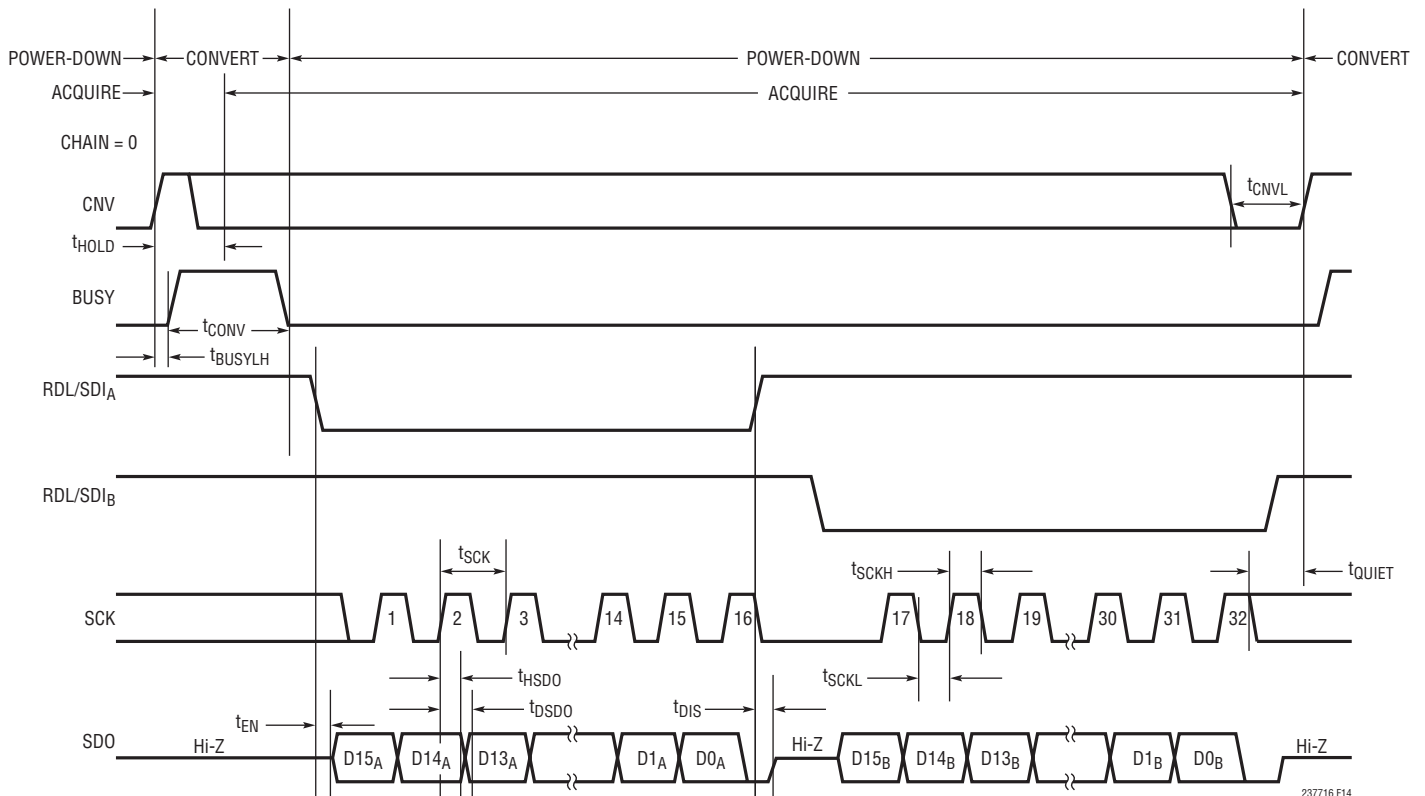 POWER-DOWN CONVERT POWER-DOWN CONVERT
ACQUIRE ACQUIRE
CHAIN = 0
CNV tCNVL
tHOLD
BUSY
tCONV
tBUSYLH
RDL/SDIA
RDL/SDIB
tSCK tSCKH tQUIET
SCK 1 2 3 14 15 16 17 18 19 30 31 32
tHSDO tSCKL
tEN tDSDO tDIS
SDO Hi-Z D15A D14A D13A D1A D0A Hi-Z D15B D14B D13B D1B D0B Hi-Z
237716 F14